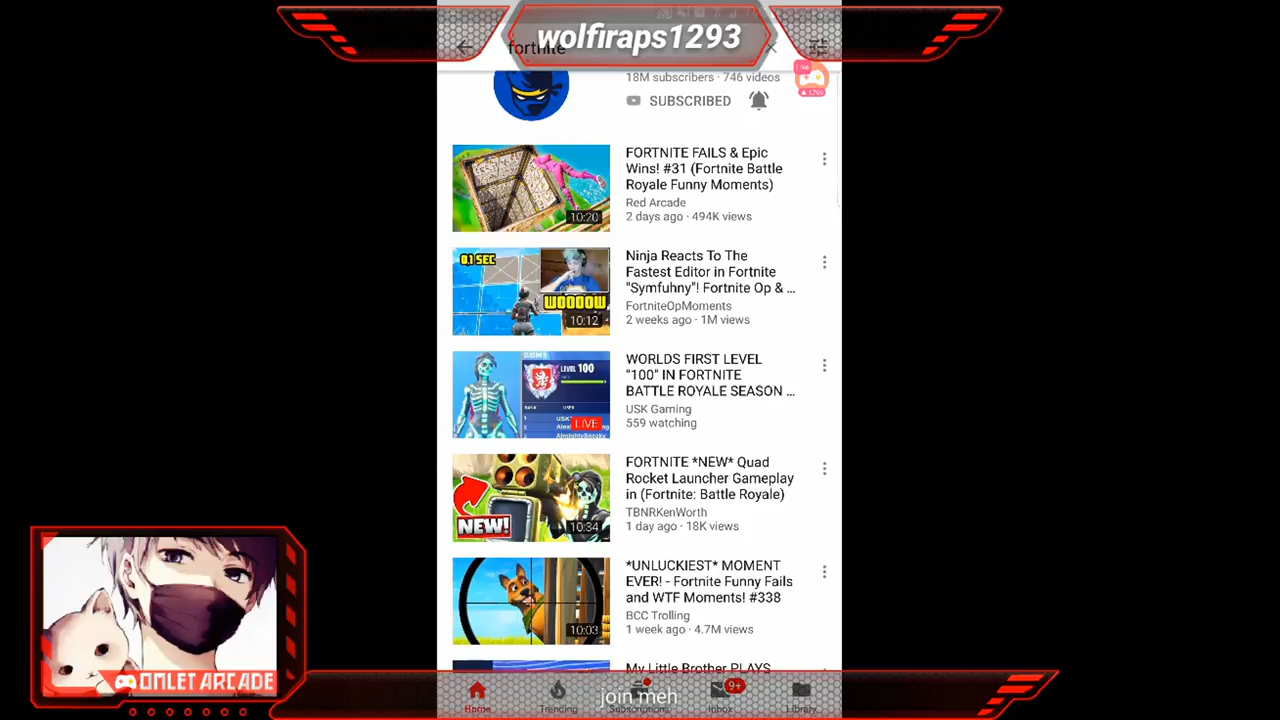 wolfiraps1293
fortnite
Live
18M subscribers · 746 videos
SUBSCRIBED
FORTNITE FAILS & Epic
Wins! #31 (Fortnite Battle
Royale Funny Moments)
Red Arcade
2 days ago · 494K views
10:20
0,1 SEC
WOOOOW
10:12
Ninja Reacts To The
Fastest Editor in Fortnite
"Symfuhny"! Fortnite Op & ...
FortniteOpMoments
2 weeks ago · 1M views
LEVEL 100
RANK
USER
LIVE
WORLDS FIRST LEVEL
"100" IN FORTNITE
BATTLE ROYALE SEASON ...
USK Gaming
559 watching
NEW!
10:34
FORTNITE *NEW* Quad
Rocket Launcher Gameplay
in (Fortnite: Battle Royale)
TBNRKenWorth
1 day ago · 18K views
10:03
*UNLUCKIEST* MOMENT
EVER! - Fortnite Funny Fails
and WTF Moments! #338
BCC Trolling
1 week ago · 4.7M views
My Little Brother PLAYS
OMLET ARCADE
9+
join meh
Home
Trending
Subscriptions
Inbox
Library